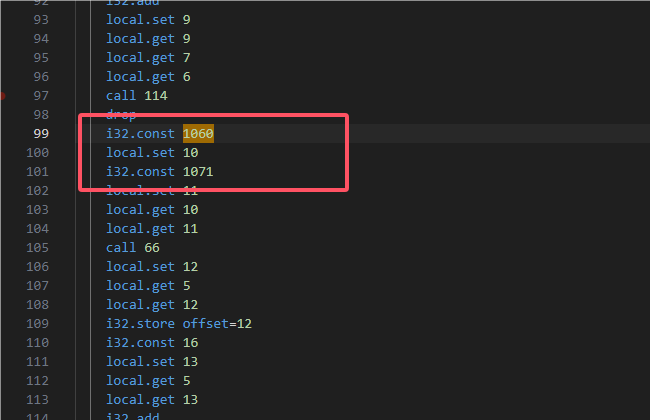 92 i32.add
93 local.set 9
94 local.get 9
95 local.get 7
96 local.get 6
97 call 114
98 drop
99 i32.const 1060
100 local.set 10
101 i32.const 1071
102 local.set 11
103 local.get 10
104 local.get 11
105 call 66
106 local.set 12
107 local.get 5
108 local.get 12
109 i32.store offset=12
110 i32.const 16
111 local.set 13
112 local.get 5
113 local.get 13
114 i32.add